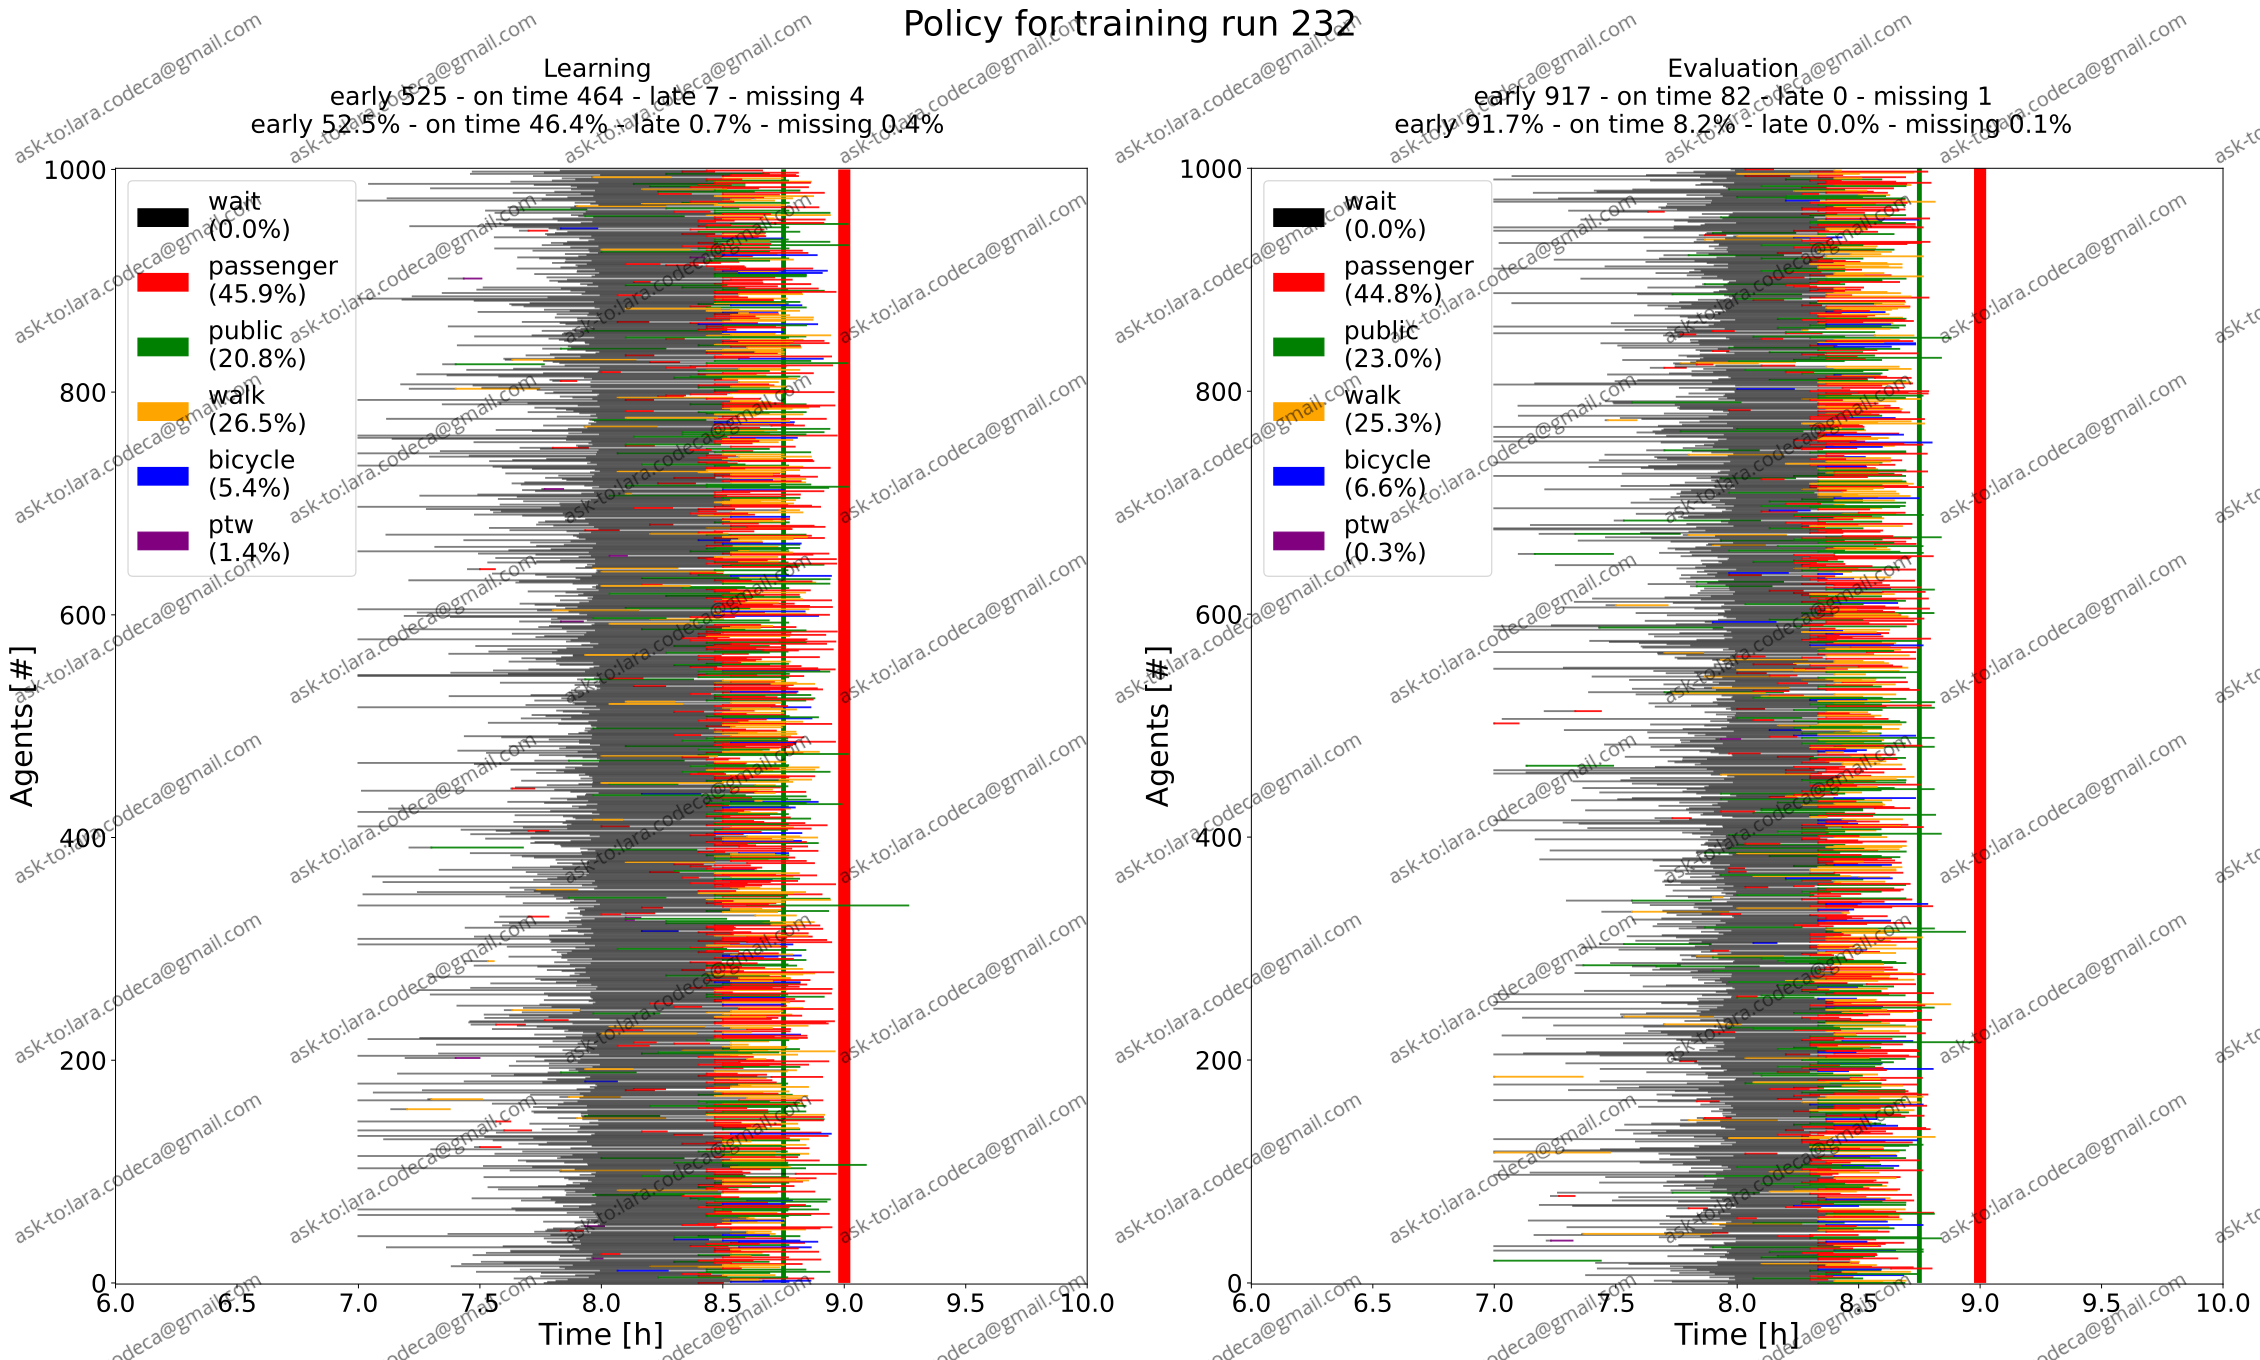 Policy for training run 232
Learning
early 525 - on time 464 - late 7 - missing 4
early 52.5% - on time 46.4% - late 0.7% - missing 0.4%
Evaluation
early 917 - on time 82 - late 0 - missing 1
early 91.7% - on time 8.2% - late 0.0% - missing 0.1%
wait
(0.0%)
passenger
(45.9%)
public
(20.8%)
walk
(26.5%)
bicycle
(5.4%)
ptw
(1.4%)
Agents [#]
1000
800
600
400
200
0
6.0 6.5 7.0 7.5 8.0 8.5 9.0 9.5 10.0
Time [h]
wait
(0.0%)
passenger
(44.8%)
public
(23.0%)
walk
(25.3%)
bicycle
(6.6%)
ptw
(0.3%)
Agents [#]
1000
800
600
400
200
0
6.0 6.5 7.0 7.5 8.0 8.5 9.0 9.5 10.0
Time [h]
ask-to:lara.codeca@gmail.com